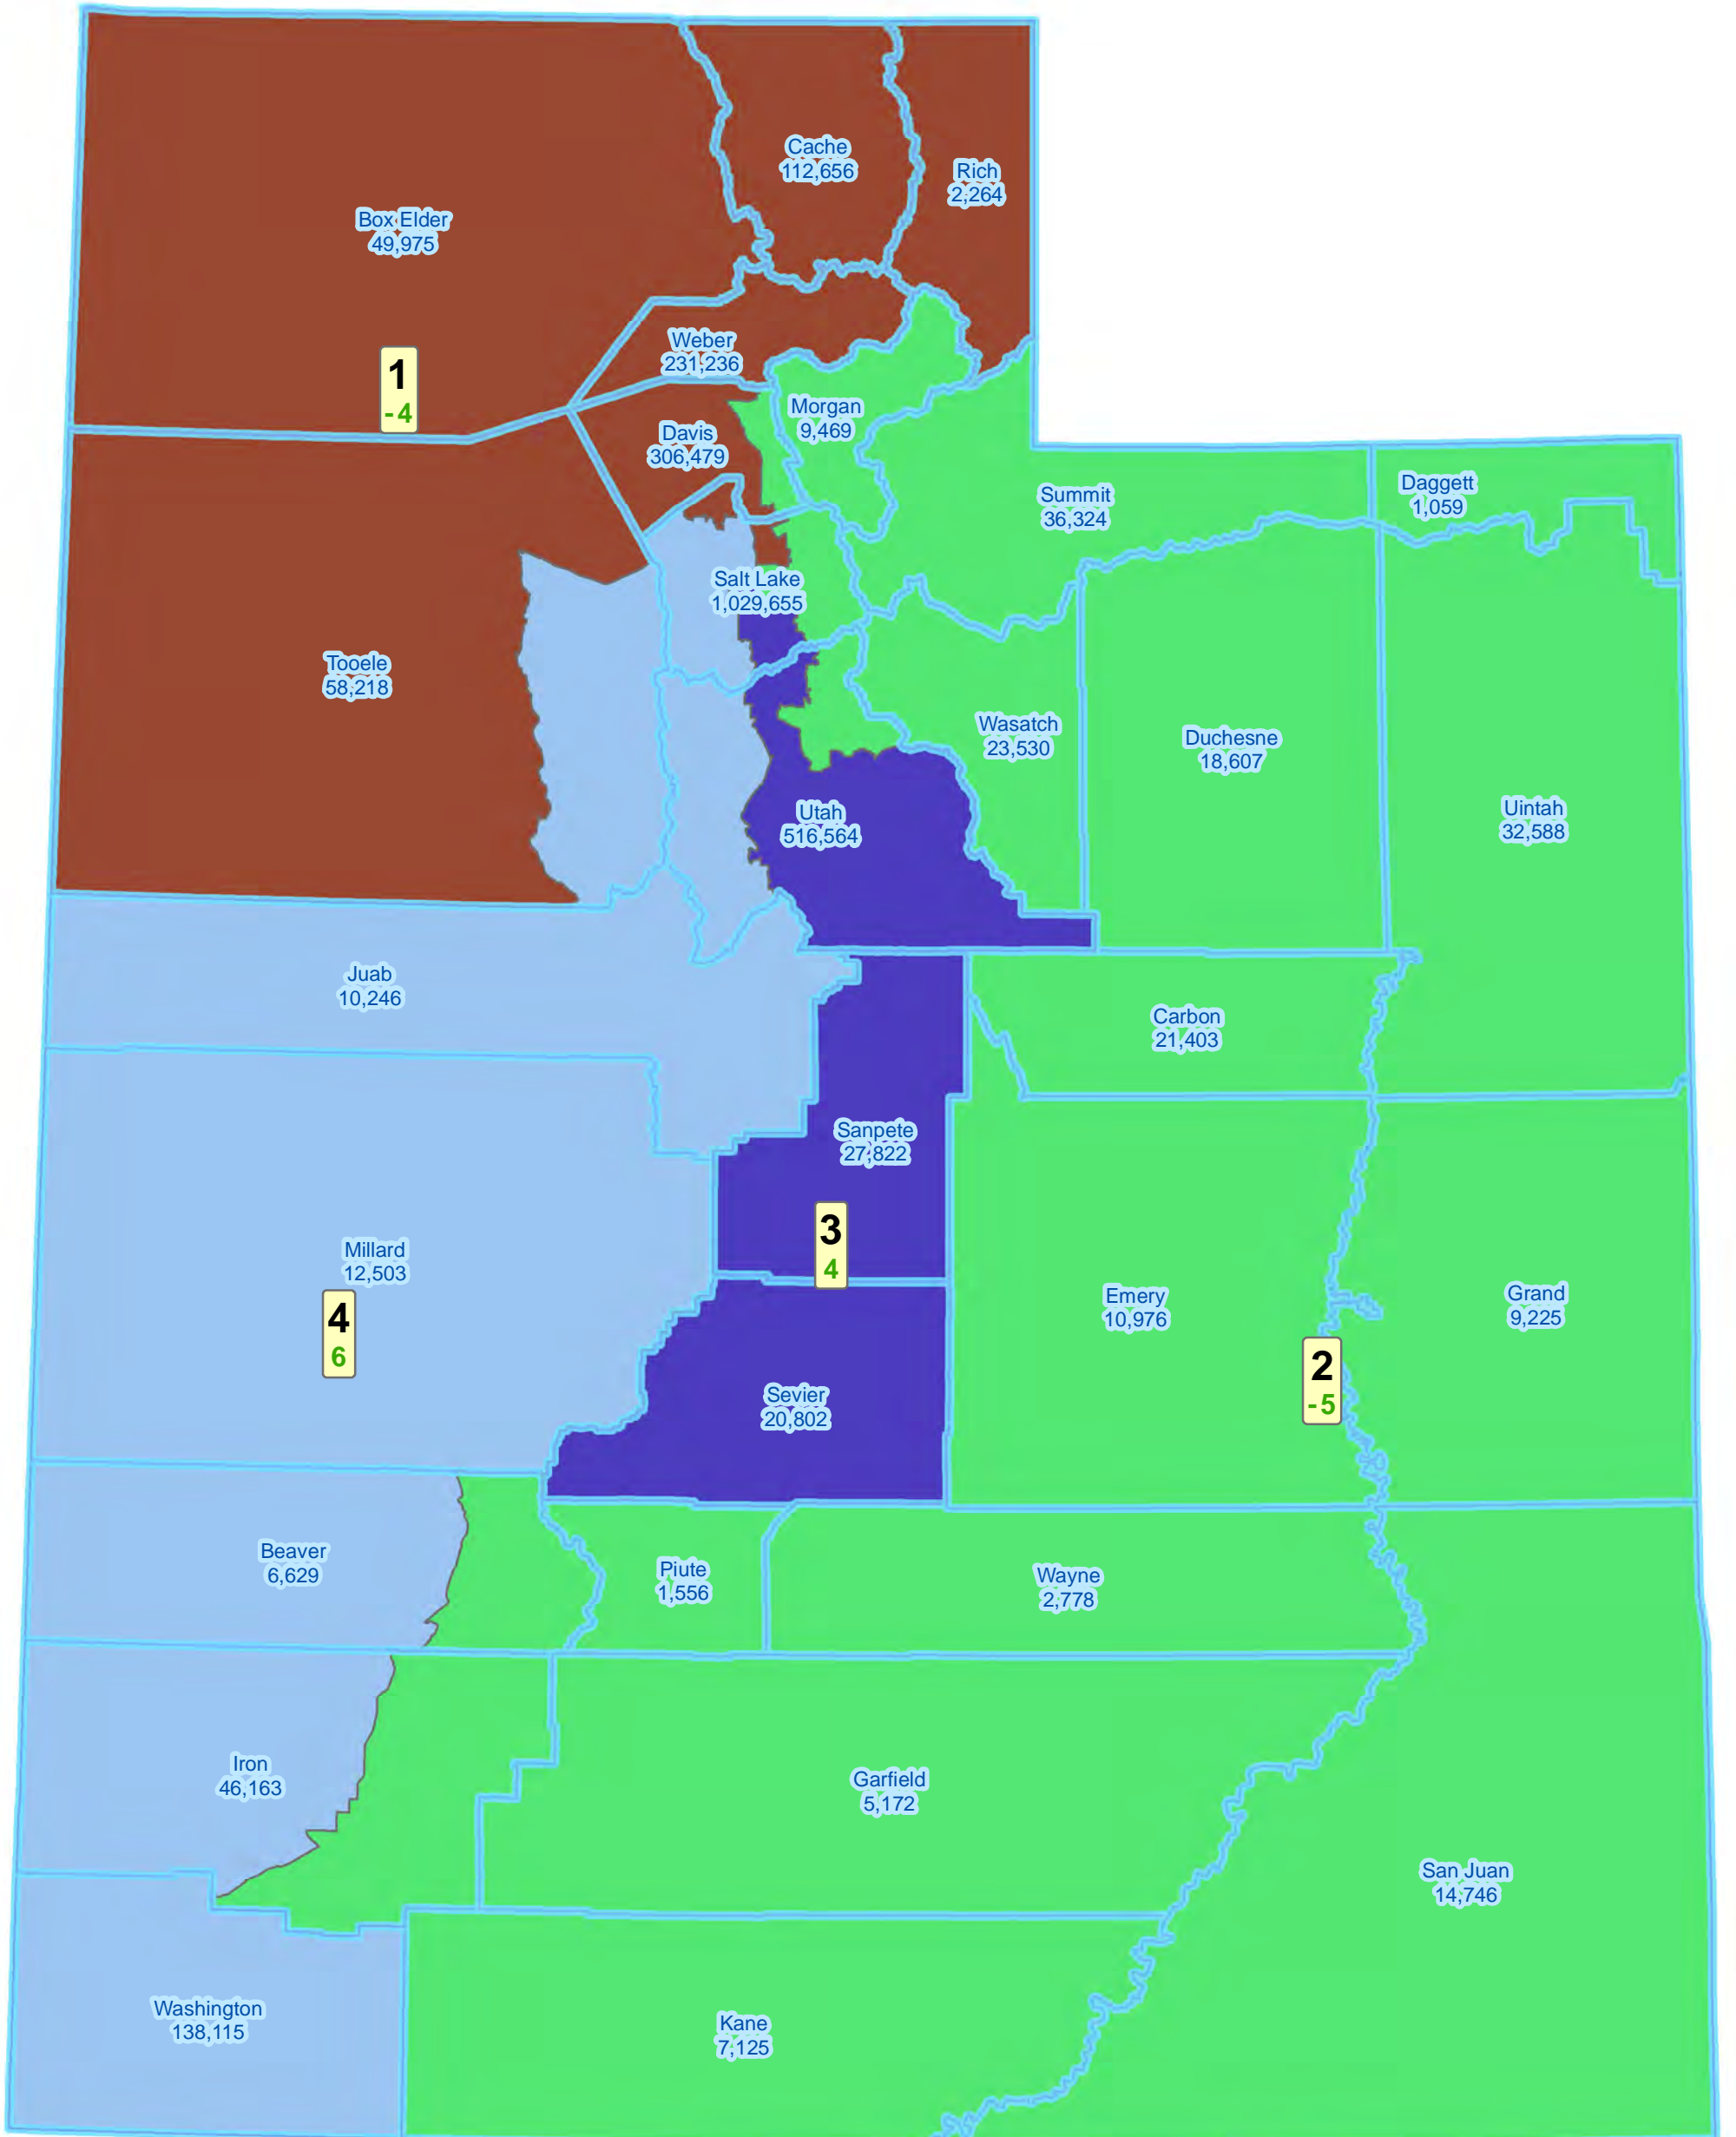 Cache
112,656
Rich
2,264
Box Elder
49,975
Weber
231,236
1
-4
Morgan
9,469
Davis
306,479
Summit
36,324
Daggett
1,059
Salt Lake
1,029,655
Tooele
58,218
Wasatch
23,530
Duchesne
18,607
Utah
516,564
Uintah
32,588
Juab
10,246
Carbon
21,403
Sanpete
27,822
3
4
Millard
12,503
4
6
Emery
10,976
Grand
9,225
2
-5
Sevier
20,802
Beaver
6,629
Piute
1,556
Wayne
2,778
Iron
46,163
Garfield
5,172
San Juan
14,746
Washington
138,115
Kane
7,125